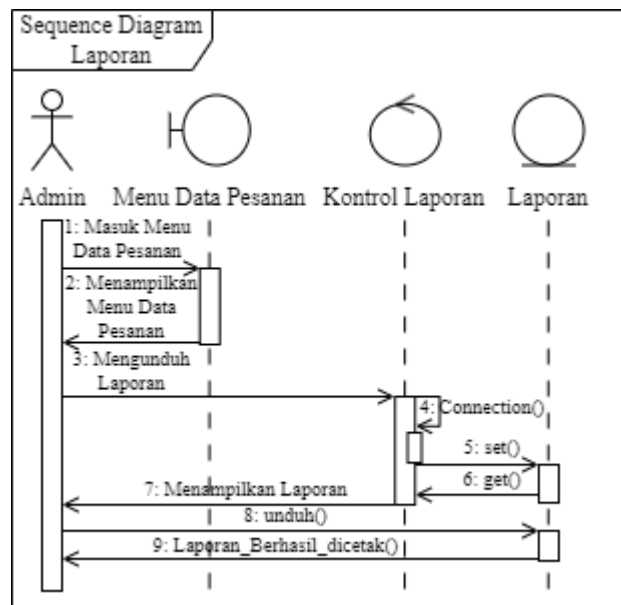 Sequence Diagram
Laporan
Admin
Menu Data Pesanan
Kontrol Laporan
Laporan
1: Masuk Menu
Data Pesanan
2: Menampilkan
Menu Data
Pesanan
3: Mengunduh
Laporan
4: Connection()
5: set()
6: get()
7: Menampilkan Laporan
8: unduh()
9: Laporan_Berhasil_dicetak()